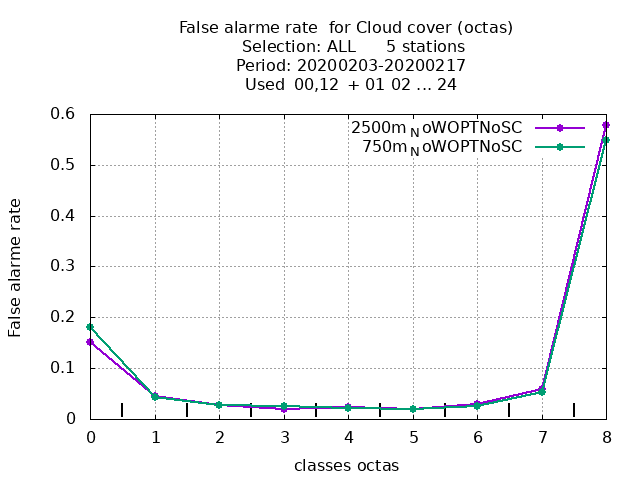 False alarme rate  for Cloud cover (octas)
Selection: ALL      5 stations
Period: 20200203-20200217
Used  00,12  + 01 02 ... 24
2500m_NoWOPTNoSC
750m_NoWOPTNoSC
0.6
0.5
0.4
0.3
0.2
0.1
0
False alarme rate
0 1 2 3 4 5 6 7 8
classes octas